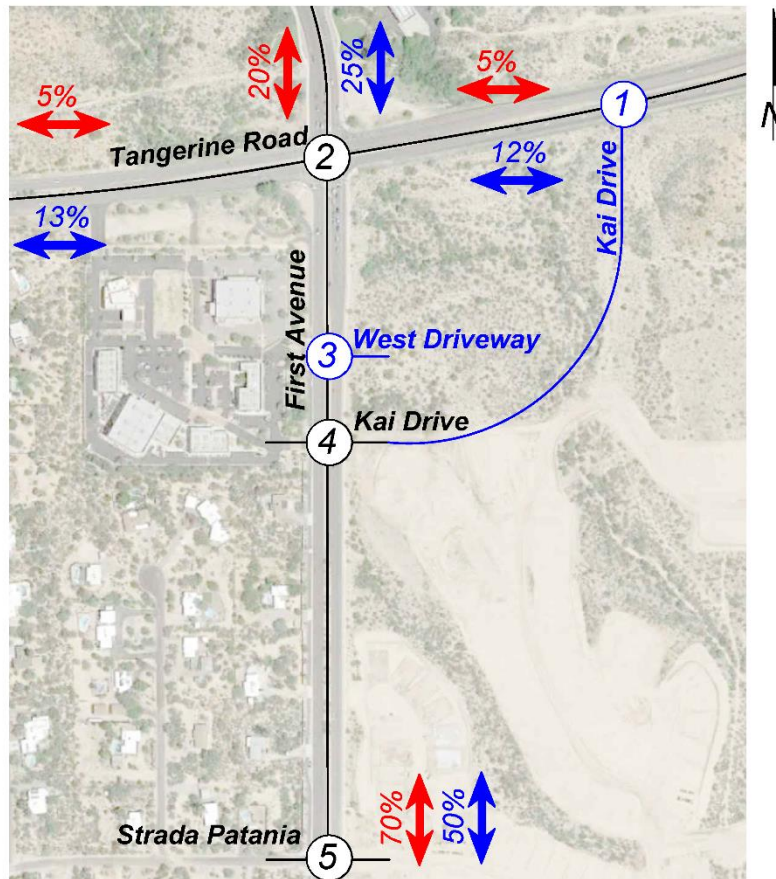 20%
25%
5%
5%
1
N
Tangerine Road
2
12%
Kai Drive
13%
First Avenue
3
West Driveway
4
Kai Drive
70%
50%
Strada Patania
5